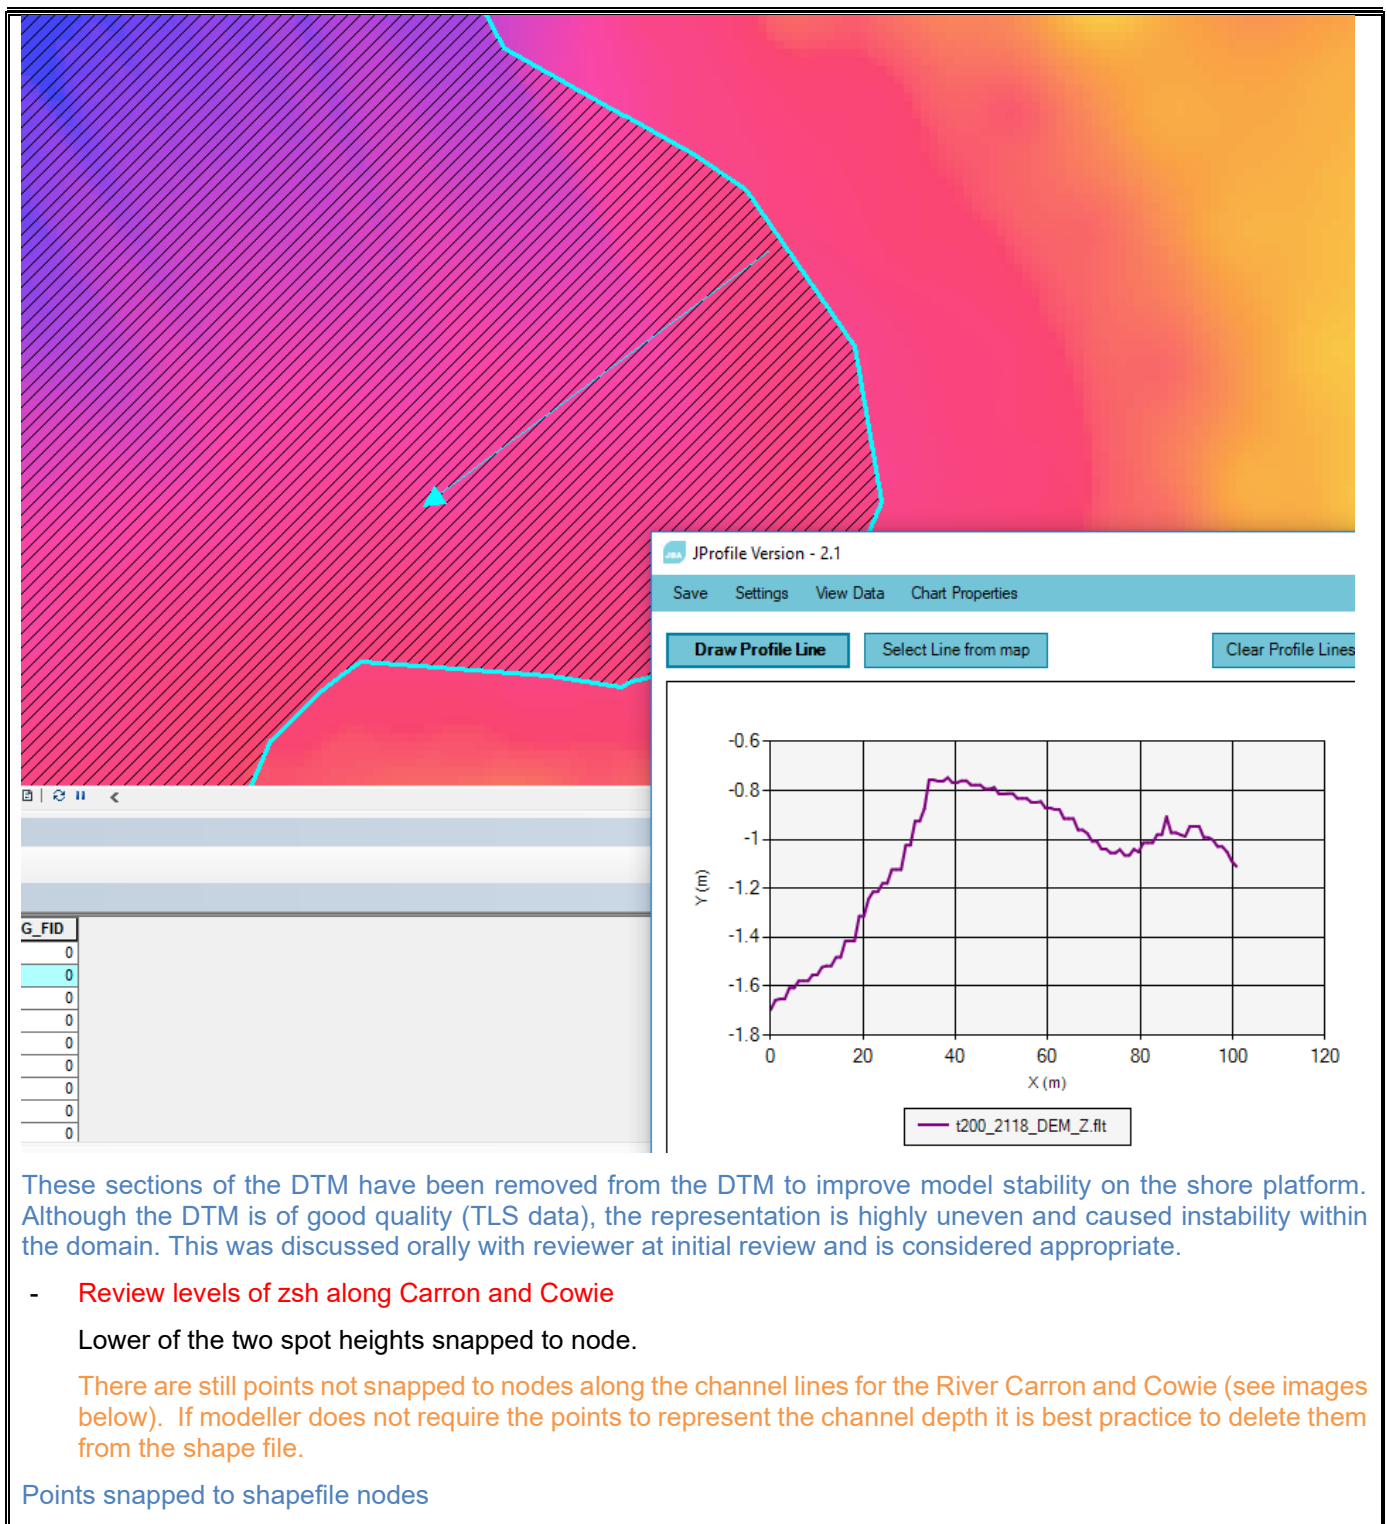 JBA JProfile Version - 2.1
Save Settings View Data Chart Properties
Draw Profile Line Select Line from map Clear Profile Lines
-0.6
-0.8
-1
-1.2
-1.4
-1.6
-1.8
Y (m)
0 20 40 60 80 100 120
X (m)
t200_2118_DEM_Z.flt
G_FID
0
0
0
0
0
0
0
0
0
These sections of the DTM have been removed from the DTM to improve model stability on the shore platform.
Although the DTM is of good quality (TLS data), the representation is highly uneven and caused instability within
the domain. This was discussed orally with reviewer at initial review and is considered appropriate.
- Review levels of zsh along Carron and Cowie
Lower of the two spot heights snapped to node.
There are still points not snapped to nodes along the channel lines for the River Carron and Cowie (see images
below). If modeller does not require the points to represent the channel depth it is best practice to delete them
from the shape file.
Points snapped to shapefile nodes